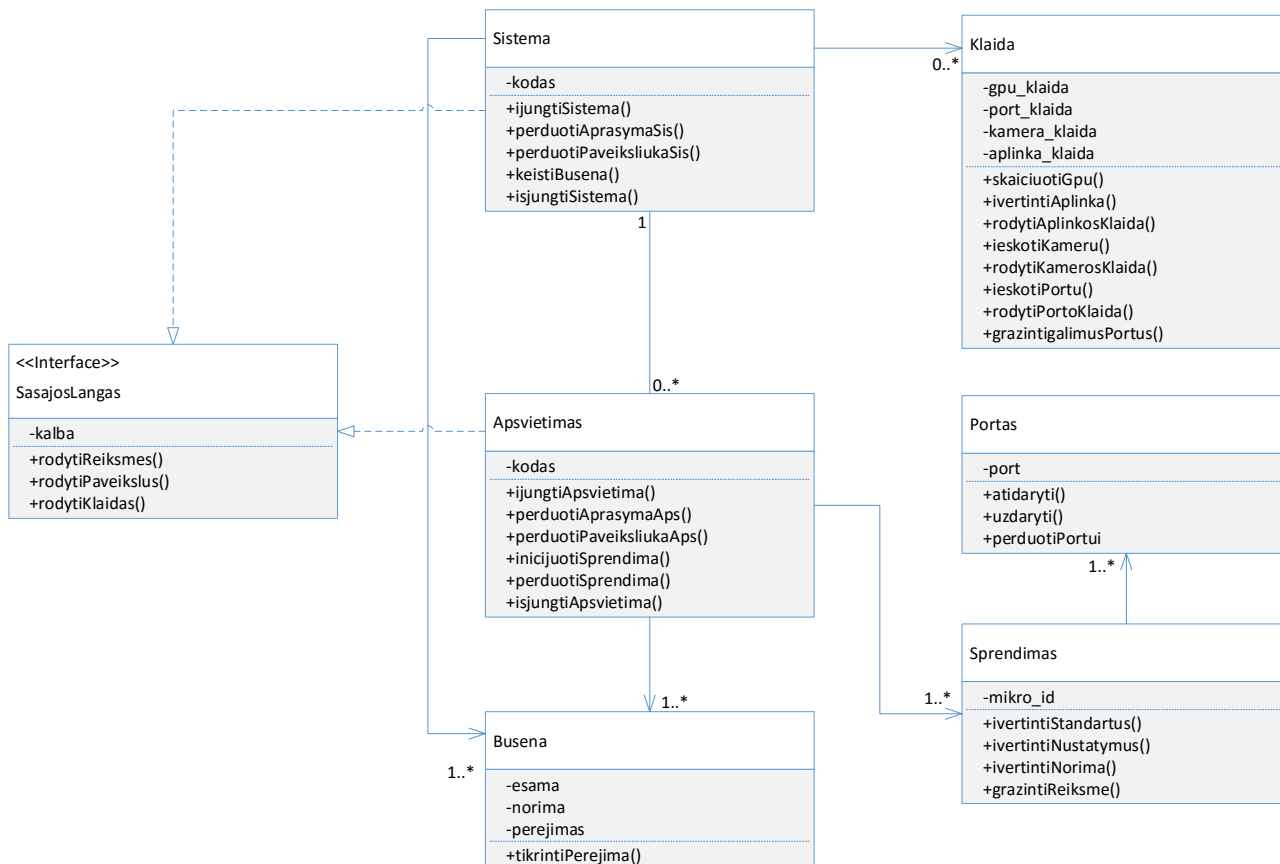 Sistema
-kodas
+ijungtiSistema()
+perduotiAprasymaSis()
+perduotiPaveiksliukaSis()
+keistiBusena()
+isjungtiSistema()
1
Klaida
0..*
-gpu_klaida
-port_klaida
-kamera_klaida
-aplinka_klaida
+skaiciuotiGpu()
+ivertintiAplinka()
+rodytiAplinkosKlaida()
+ieskotiKameru()
+rodytiKamerosKlaida()
+ieskotiPortu()
+rodytiPortoKlaida()
+grazintigalimusPortus()
<<Interface>>
SasajosLangas
-kalba
+rodytiReiksmes()
+rodytiPaveikslus()
+rodytiKlaidas()
0..*
Apsvietimas
-kodas
+ijungtiApsvietima()
+perduotiAprasymaAps()
+perduotiPaveiksliukaAps()
+inicijuotiSprendima()
+perduotiSprendima()
+isjungtiApsvietima()
Portas
-port
+atidaryti()
+uzdaryti()
+perduotiPortui
1..*
Sprendimas
1..*
-mikro_id
+ivertintiStandartus()
+ivertintiNustatymus()
+ivertintiNorima()
+grazintiReiksme()
1..*
Busena
1..*
-esama
-norima
-perejimas
+tikrintiPerejima()